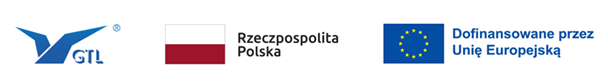 GTL ®
Rzeczpospolita
Polska
Dofinansowane przez
Unię Europejską